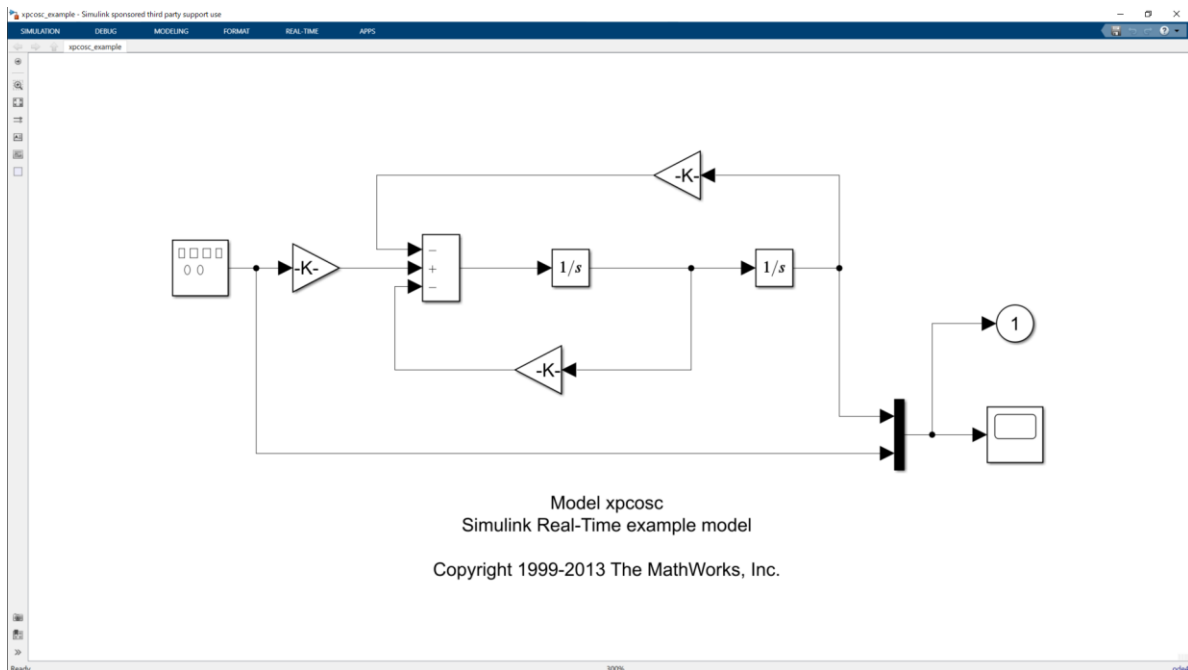 xpcosc_example - Simulink sponsored third party support use
SIMULATION DEBUG MODELING FORMAT REAL-TIME APPS
xpcosc_example
-K-
-K-
−
+
−
1/s
1/s
1
-K-
Model xpcosc
Simulink Real-Time example model
Copyright 1999-2013 The MathWorks, Inc.
Ready 300%